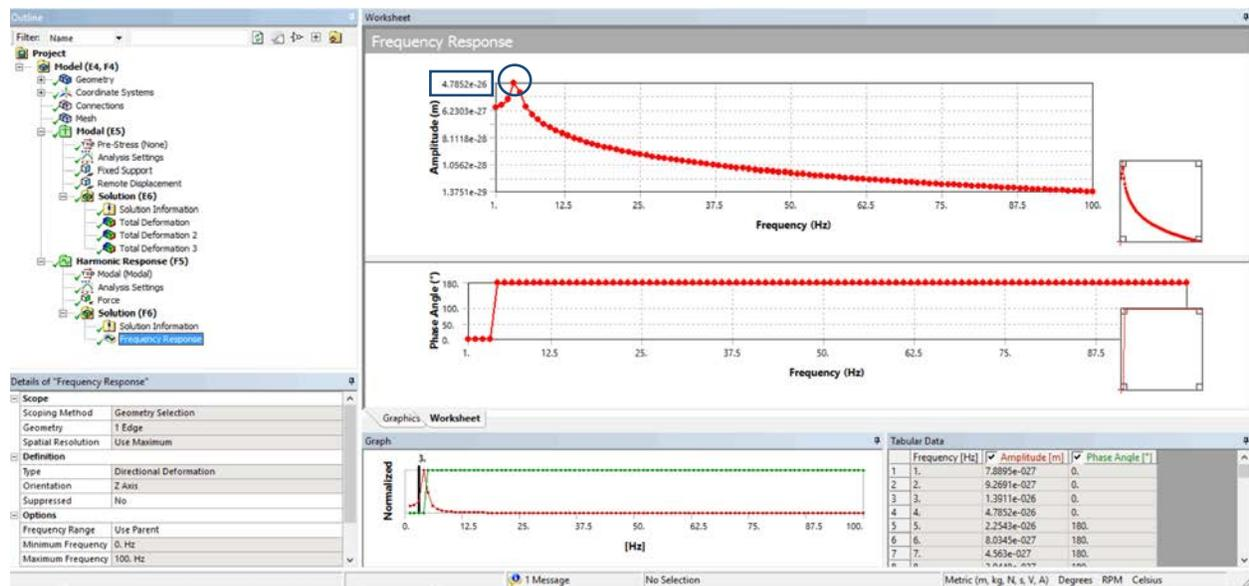 Outline
Filter: Name
Project
Model (E4, F4)
Geometry
Coordinate Systems
Connections
Mesh
Modal (E5)
Pre-Stress (None)
Analysis Settings
Fixed Support
Remote Displacement
Solution (E6)
Solution Information
Total Deformation
Total Deformation 2
Total Deformation 3
Harmonic Response (F5)
Modal (Modal)
Analysis Settings
Force
Solution (F6)
Solution Information
Frequency Response
Details of "Frequency Response"
Scope
Scoping Method Geometry Selection
Geometry 1 Edge
Spatial Resolution Use Maximum
Definition
Type Directional Deformation
Orientation Z Axis
Suppressed No
Options
Frequency Range Use Parent
Minimum Frequency 0. Hz
Maximum Frequency 100. Hz
Worksheet
Frequency Response
Amplitude (m)
4.7852e-26
6.2303e-27
8.1118e-28
1.0562e-28
1.3751e-29
1. 12.5 25. 37.5 50. 62.5 75. 87.5 100.
Frequency (Hz)
Phase Angle (°)
180.
100.
50.
0.
1. 12.5 25. 37.5 50. 62.5 75. 87.5
Frequency (Hz)
Graphics Worksheet
Graph
3.
Normalized
0. 12.5 25. 37.5 50. 62.5 75. 87.5 100.
[Hz]
Tabular Data
Frequency [Hz] Amplitude [m] Phase Angle [°]
1 1. 7.8895e-027 0.
2 2. 9.2691e-027 0.
3 3. 1.3911e-026 0.
4 4. 4.7852e-026 0.
5 5. 2.2543e-026 180.
6 6. 8.0345e-027 180.
7 7. 4.563e-027 180.
1 Message No Selection Metric (m, kg, N, s, V, A) Degrees RPM Celsius